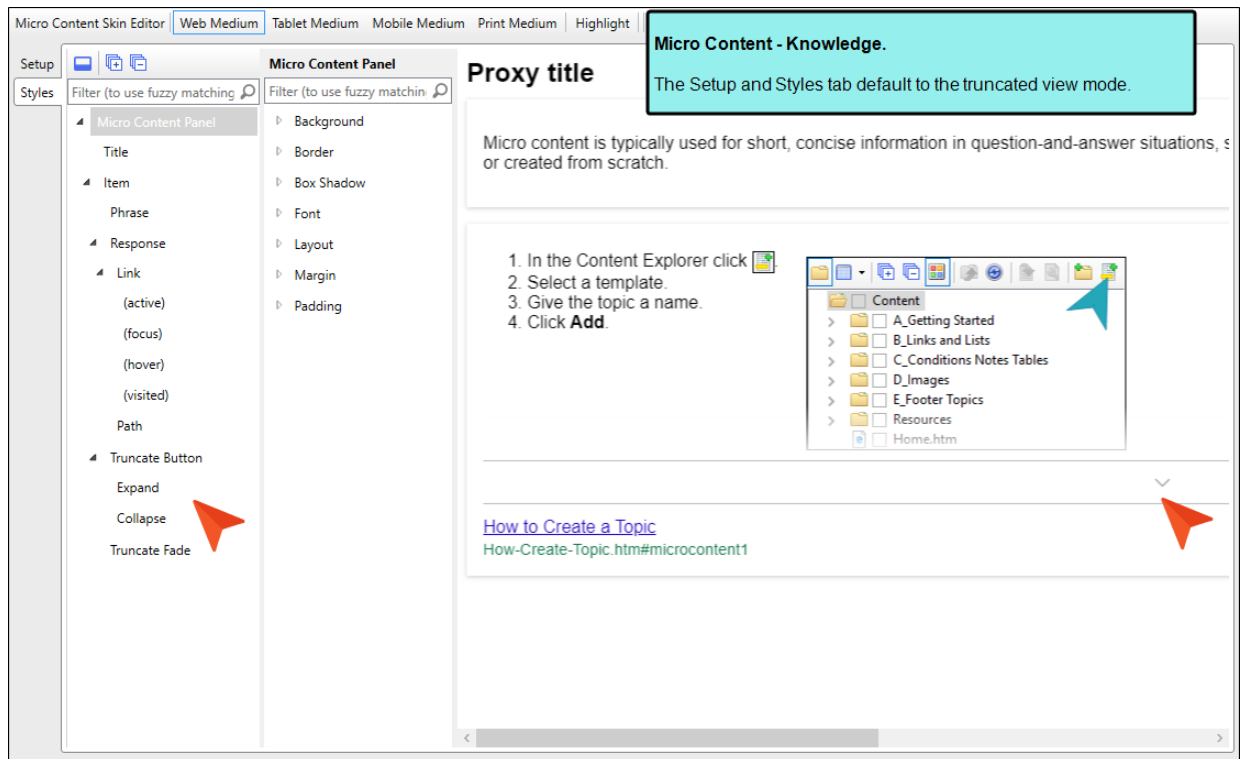 Micro Content Skin Editor Web Medium Tablet Medium Mobile Medium Print Medium Highlight
Micro Content - Knowledge.
The Setup and Styles tab default to the truncated view mode.
Setup
Styles
Filter (to use fuzzy matching
Micro Content Panel
Title
Item
Phrase
Response
Link
(active)
(focus)
(hover)
(visited)
Path
Truncate Button
Expand
Collapse
Truncate Fade
Micro Content Panel
Filter (to use fuzzy matchin
Background
Border
Box Shadow
Font
Layout
Margin
Padding
Proxy title
Micro content is typically used for short, concise information in question-and-answer situations, s
or created from scratch.
1. In the Content Explorer click .
2. Select a template.
3. Give the topic a name.
4. Click Add.
Content
A_Getting Started
B_Links and Lists
C_Conditions Notes Tables
D_Images
E_Footer Topics
Resources
Home.htm
How to Create a Topic
How-Create-Topic.htm#microcontent1